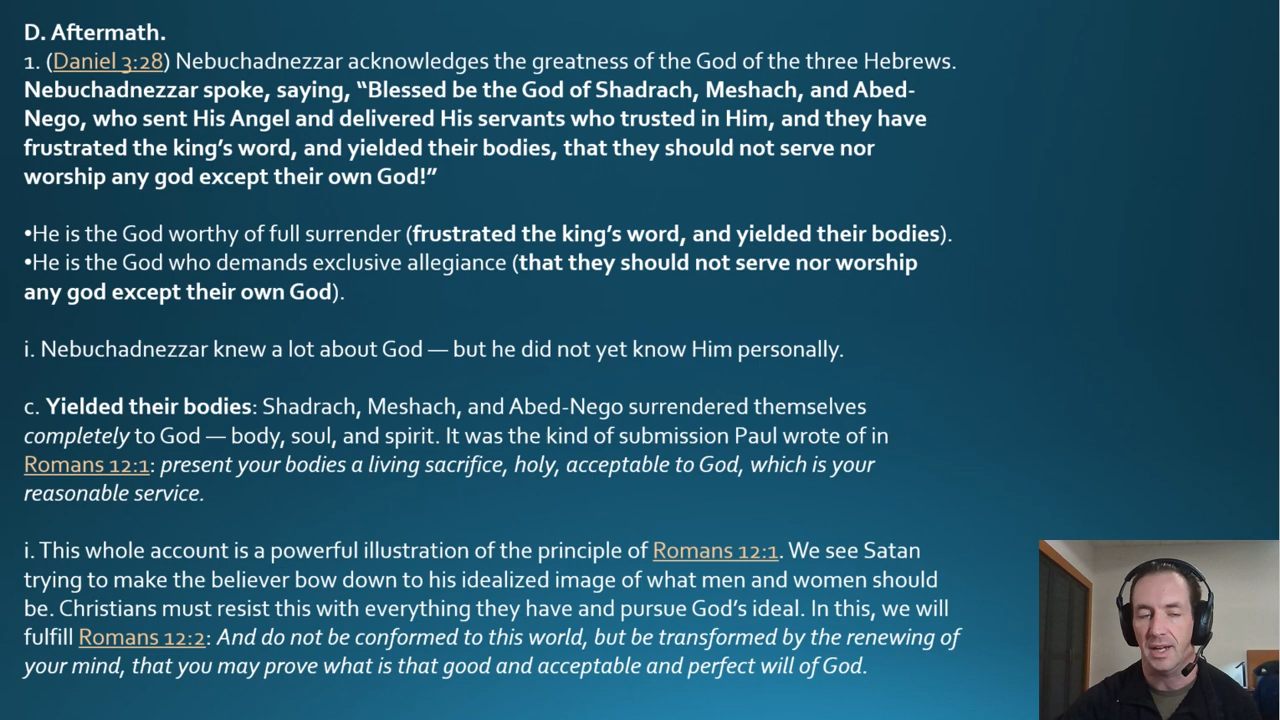 D. Aftermath.
1. (Daniel 3:28) Nebuchadnezzar acknowledges the greatness of the God of the three Hebrews.
Nebuchadnezzar spoke, saying, “Blessed be the God of Shadrach, Meshach, and Abed-
Nego, who sent His Angel and delivered His servants who trusted in Him, and they have
frustrated the king’s word, and yielded their bodies, that they should not serve nor
worship any god except their own God!”
•He is the God worthy of full surrender (frustrated the king’s word, and yielded their bodies).
•He is the God who demands exclusive allegiance (that they should not serve nor worship
any god except their own God).
i. Nebuchadnezzar knew a lot about God — but he did not yet know Him personally.
c. Yielded their bodies: Shadrach, Meshach, and Abed-Nego surrendered themselves
completely to God — body, soul, and spirit. It was the kind of submission Paul wrote of in
Romans 12:1: present your bodies a living sacrifice, holy, acceptable to God, which is your
reasonable service.
i. This whole account is a powerful illustration of the principle of Romans 12:1. We see Satan
trying to make the believer bow down to his idealized image of what men and women should
be. Christians must resist this with everything they have and pursue God’s ideal. In this, we will
fulfill Romans 12:2: And do not be conformed to this world, but be transformed by the renewing of
your mind, that you may prove what is that good and acceptable and perfect will of God.